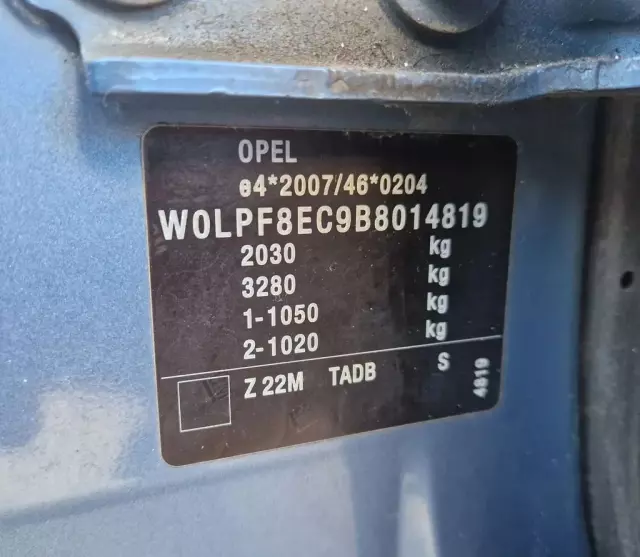 OPEL
e4*2007/46*0204
W0LPF8EC9B8014819
2030 kg
3280 kg
1-1050 kg
2-1020 kg
Z 22M TADB S
4819